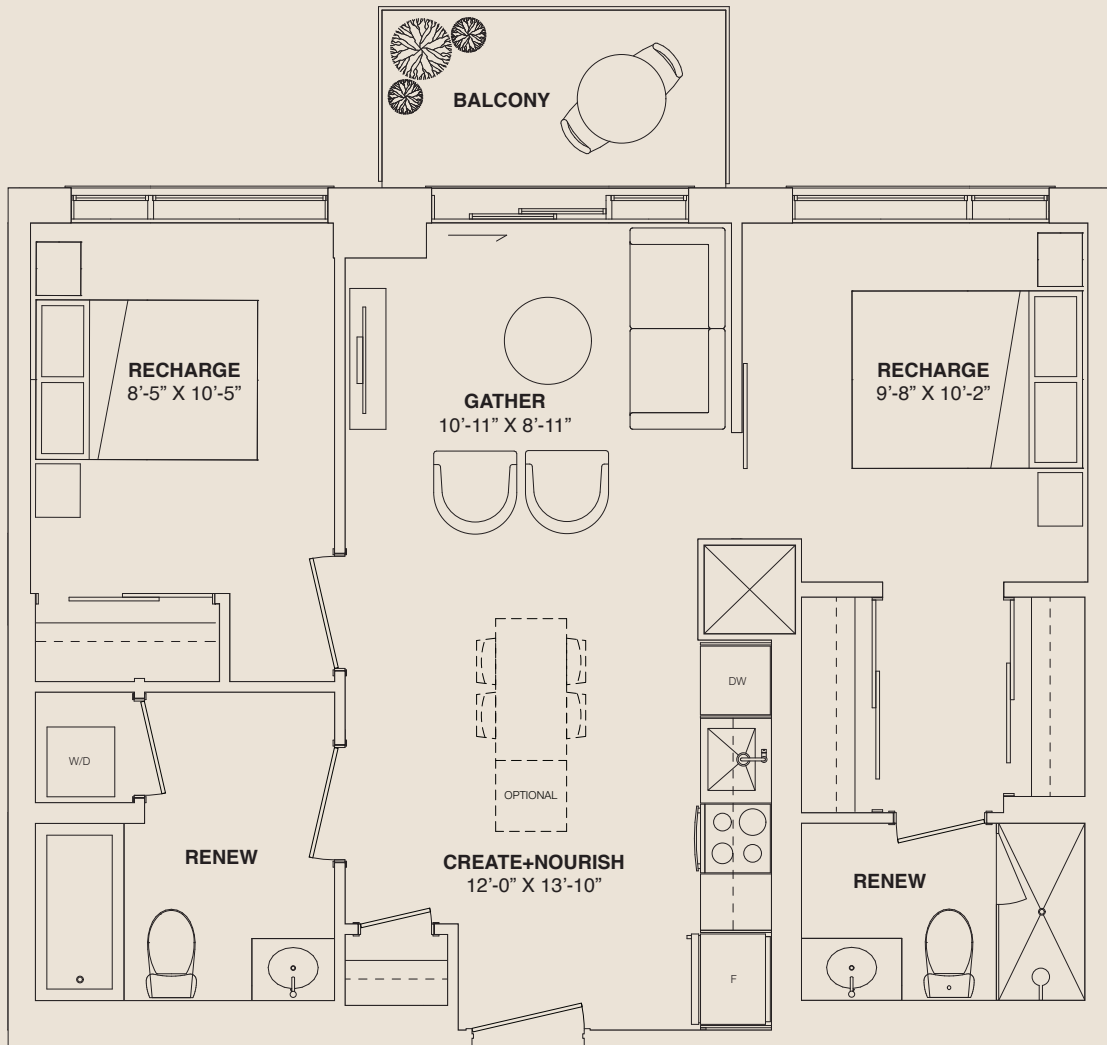 BALCONY
RECHARGE
8’-5” X 10’-5”
RECHARGE
9’-8” X 10’-2”
GATHER
10’-11” X 8’-11”
DW
W/D
OPTIONAL
RENEW
CREATE+NOURISH
12’-0” X 13’-10”
RENEW
F